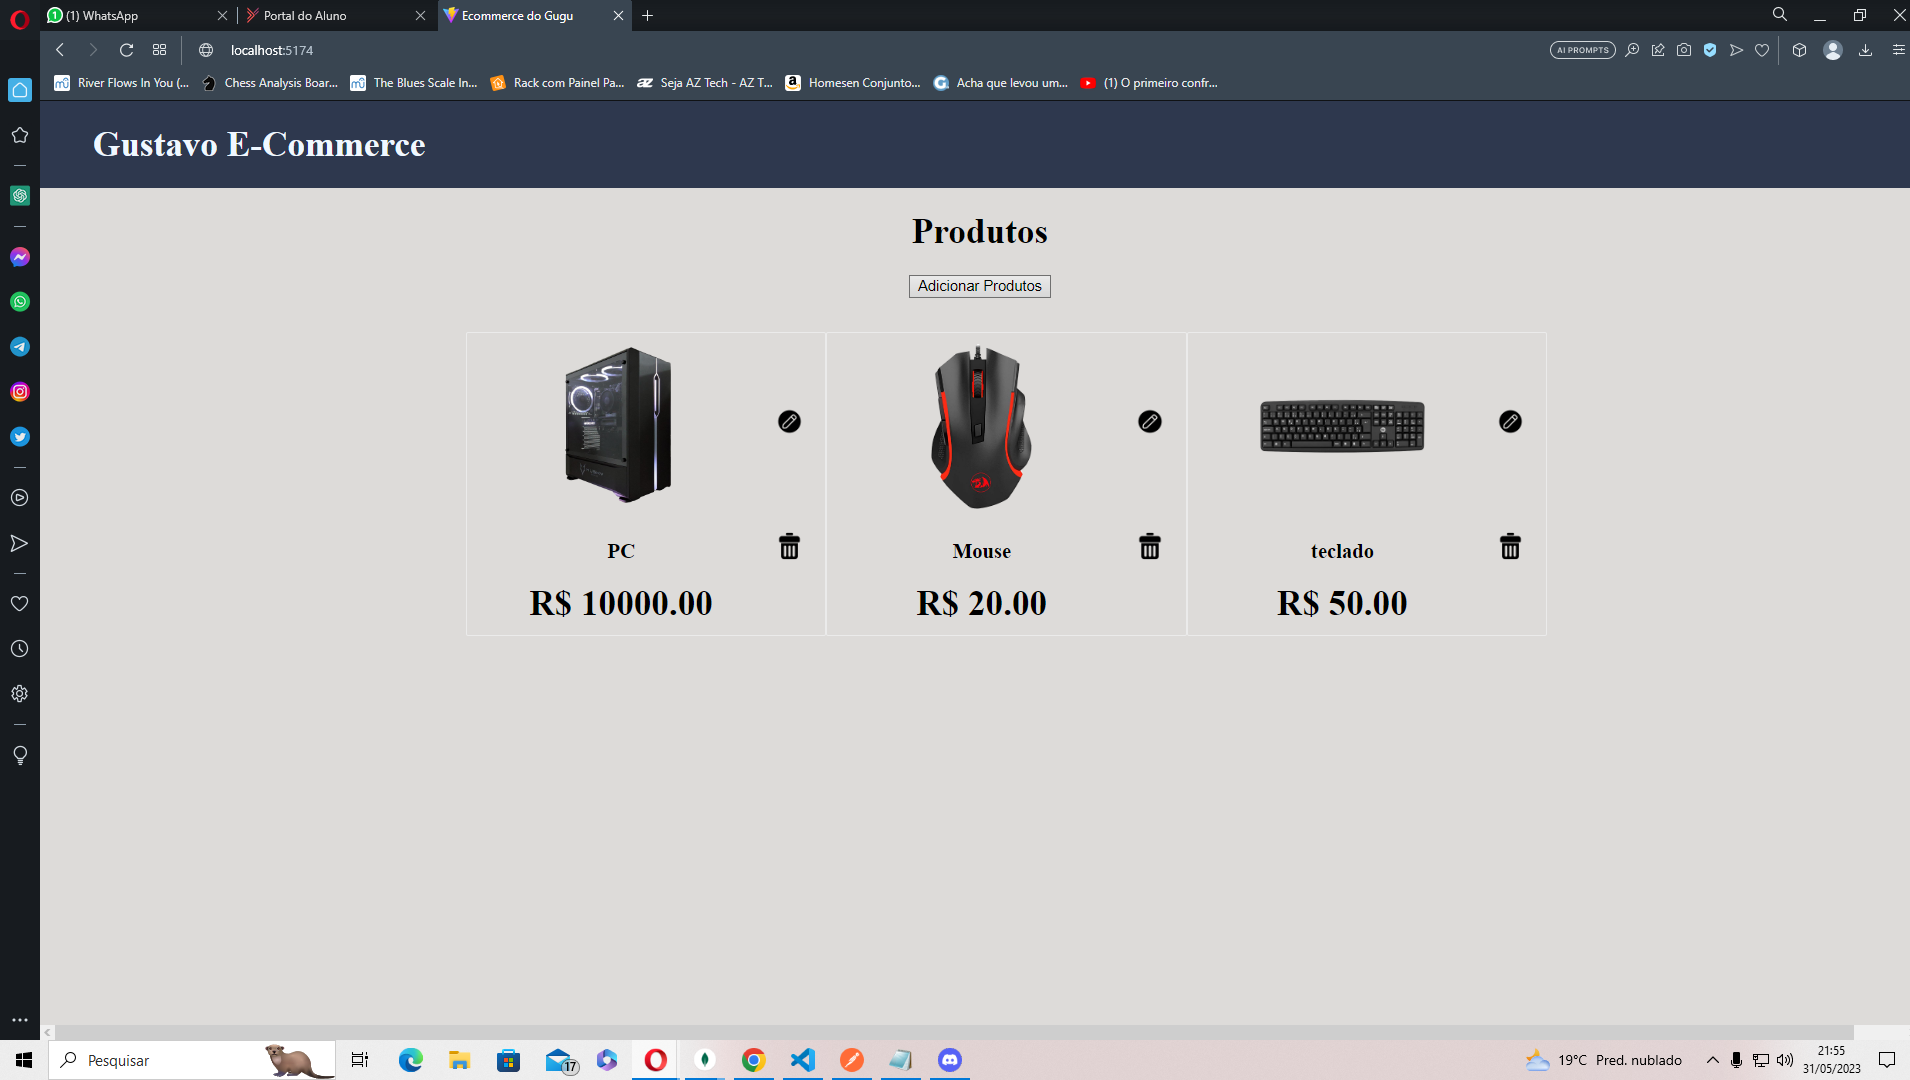 (1) WhatsApp
Portal do Aluno
Ecommerce do Gugu
localhost:5174
AI PROMPTS
River Flows In You (...
Chess Analysis Boar...
The Blues Scale In...
Rack com Painel Pa...
Seja AZ Tech - AZ T...
Homesen Conjunto...
Acha que levou um...
(1) O primeiro confr...
Gustavo E-Commerce
Produtos
Adicionar Produtos
PC
Mouse
teclado
R$ 10000.00
R$ 20.00
R$ 50.00
Pesquisar
17
19°C Pred. nublado
21:55
31/05/2023